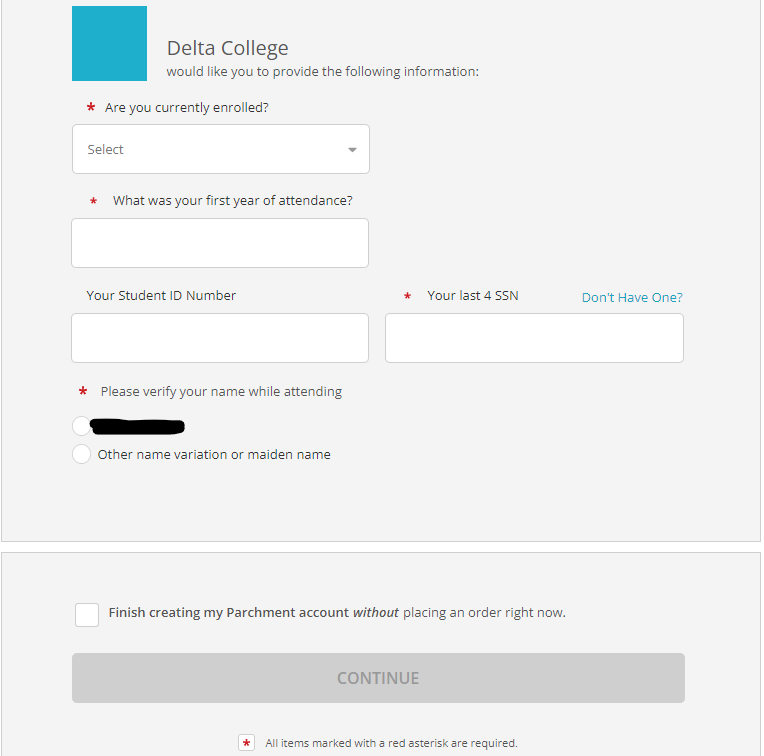 Delta College
would like you to provide the following information:
* Are you currently enrolled?
Select
* What was your first year of attendance?
Your Student ID Number
* Your last 4 SSN
Don't Have One?
* Please verify your name while attending
Other name variation or maiden name
Finish creating my Parchment account without placing an order right now.
CONTINUE
* All items marked with a red asterisk are required.